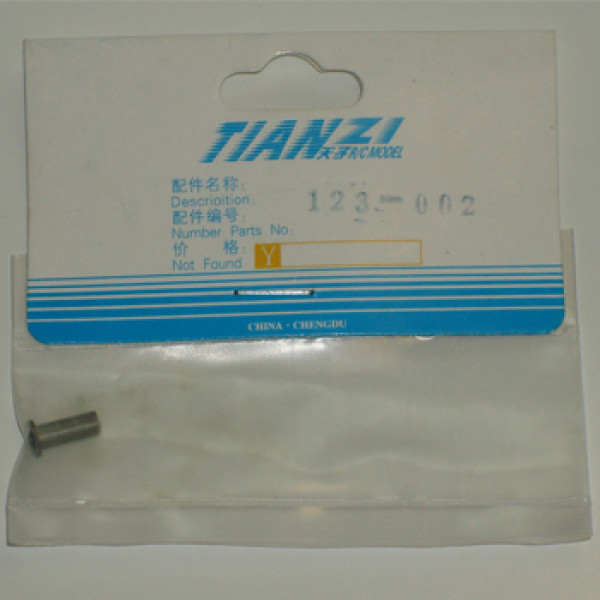 TIANZI
天子R/C MODEL
配件名称:
Descrioition: 123-002
配件编号:
Number Parts No:
价 格:
Not Found Y
CHINA · CHENGDU